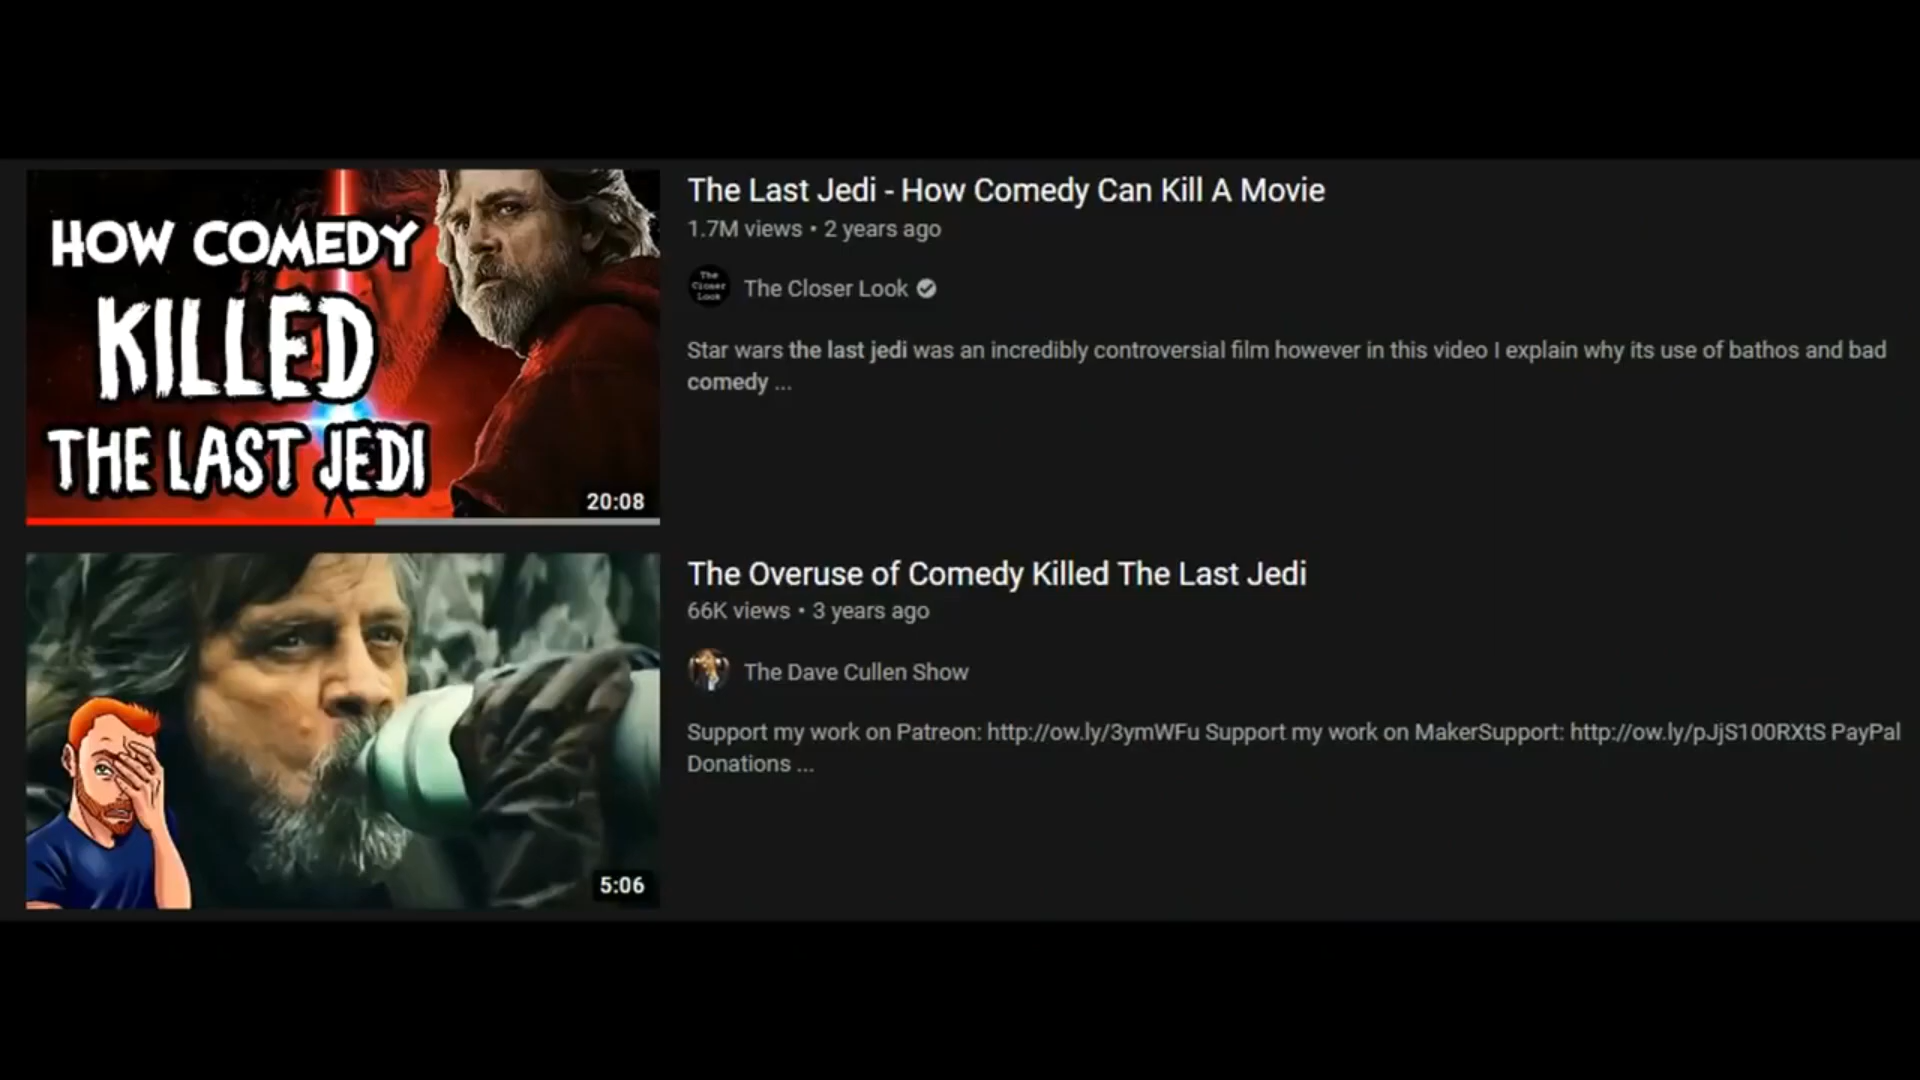 HOW COMEDY
KILLED
THE LAST JEDI
20:08
The Last Jedi - How Comedy Can Kill A Movie
1.7M views • 2 years ago
The Closer Look
The Closer Look
Star wars the last jedi was an incredibly controversial film however in this video I explain why its use of bathos and bad
comedy ...
5:06
The Overuse of Comedy Killed The Last Jedi
66K views • 3 years ago
The Dave Cullen Show
Support my work on Patreon: http://ow.ly/3ymWFu Support my work on MakerSupport: http://ow.ly/pJjS100RXtS PayPal
Donations ...